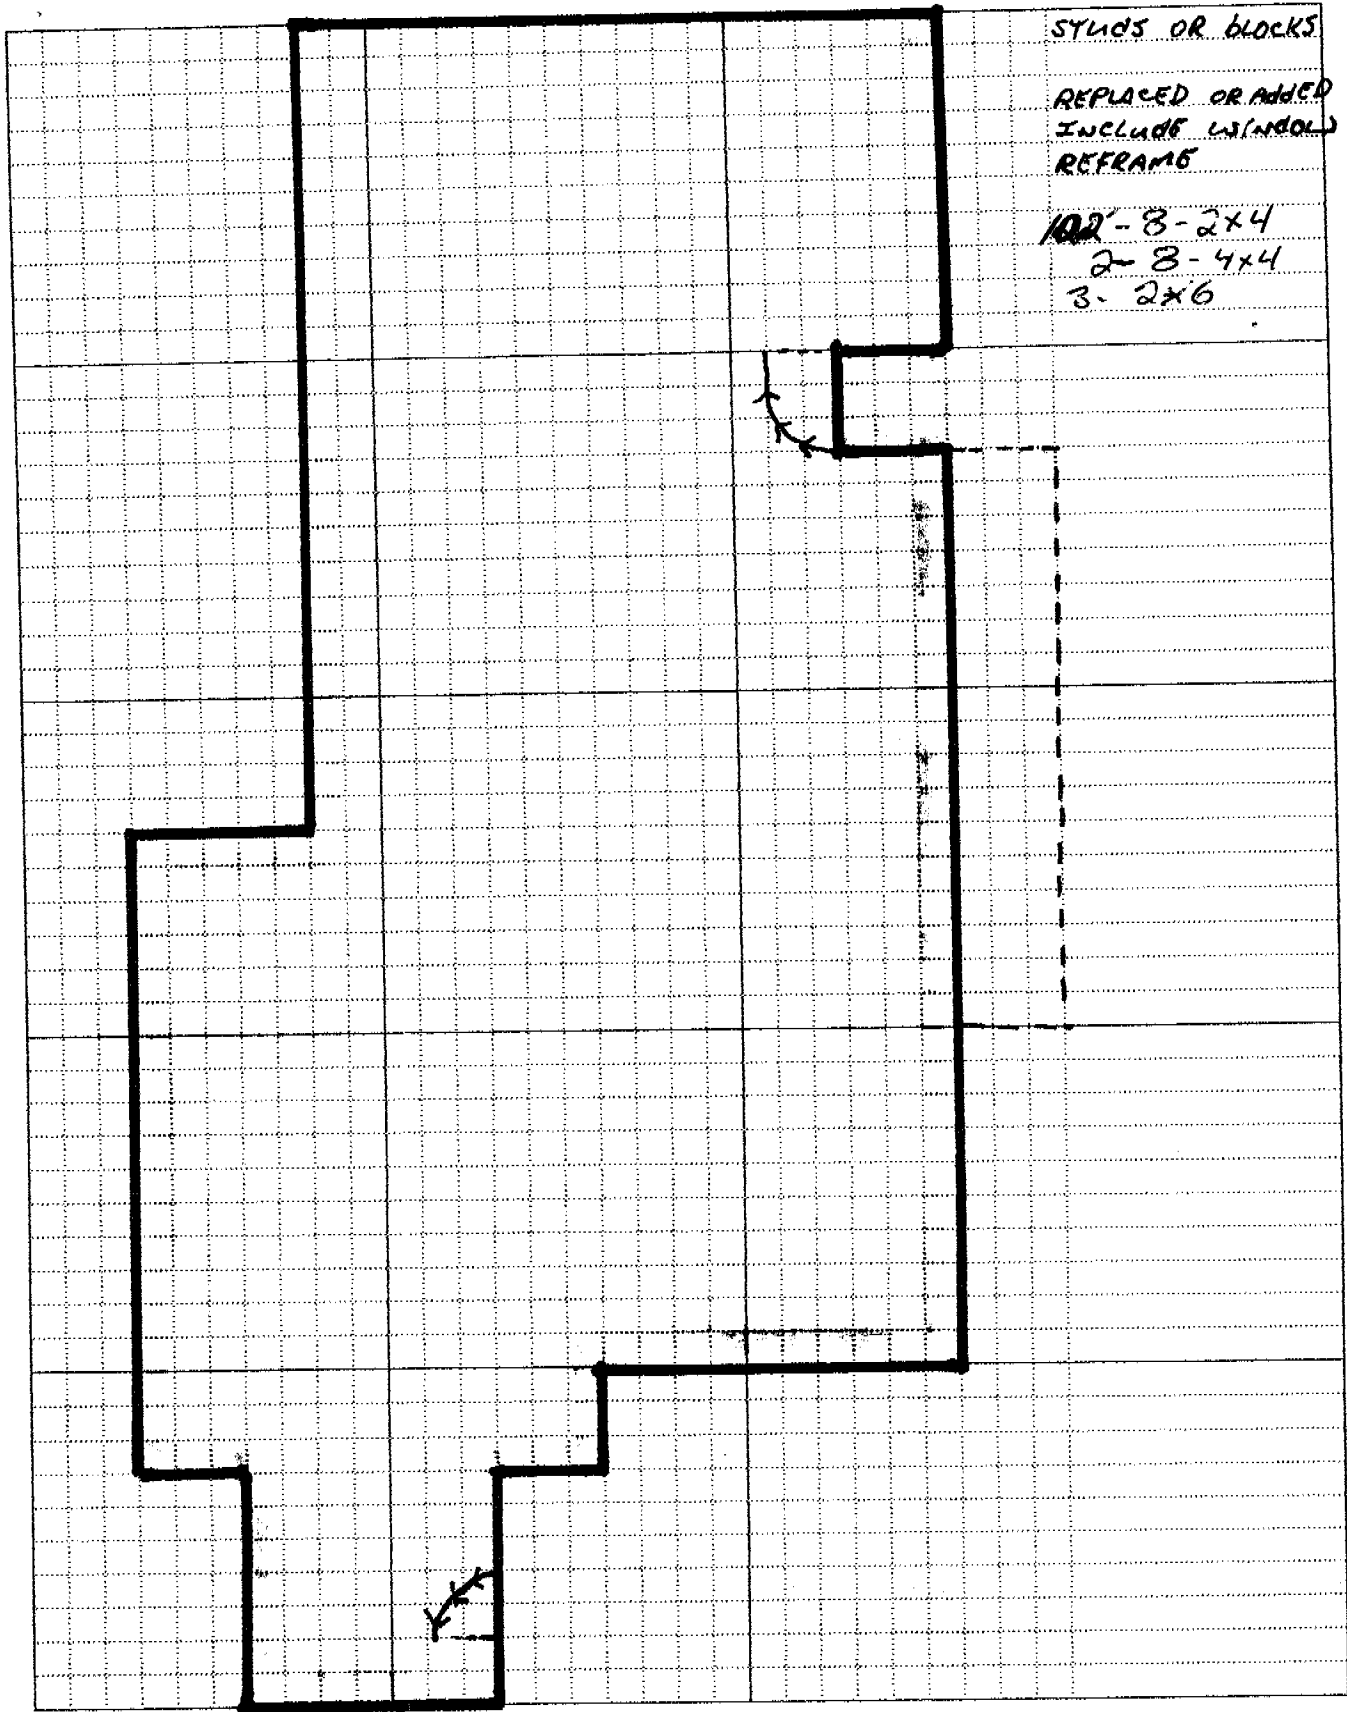 STUdS OR bLOCKS
REPLACED OR AddED
INCLUdE WINdOW
REFRAME
- 8 - 2x4
2 - 8 - 4x4
3 - 2x6